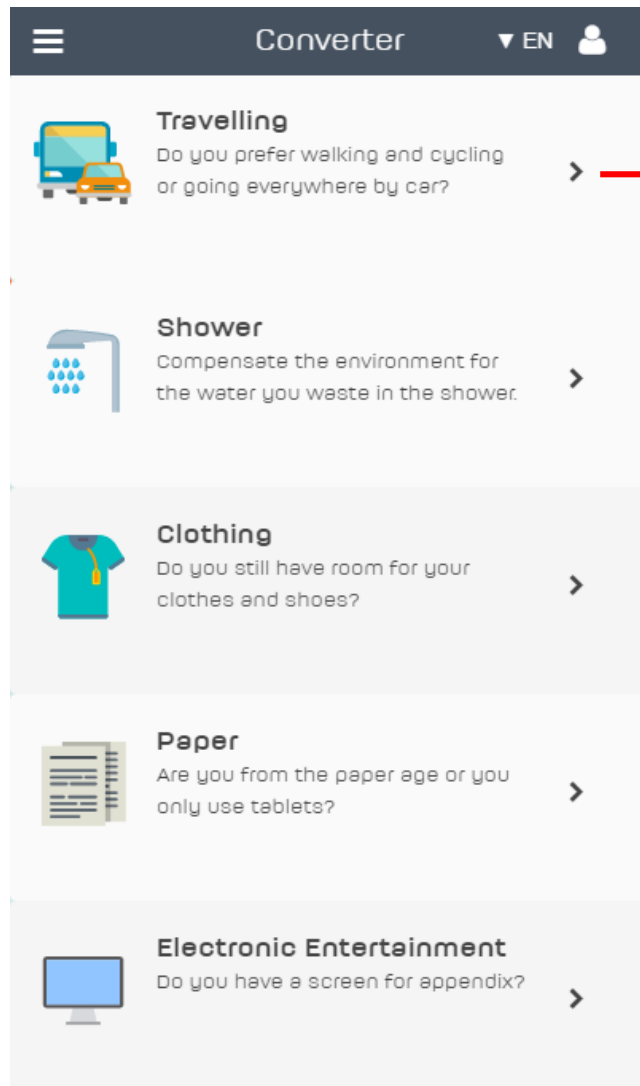 Converter ▼ EN
Travelling
Do you prefer walking and cycling
or going everywhere by car?
Shower
Compensate the environment for
the water you waste in the shower.
Clothing
Do you still have room for your
clothes and shoes?
Paper
Are you from the paper age or you
only use tablets?
Electronic Entertainment
Do you have a screen for appendix?